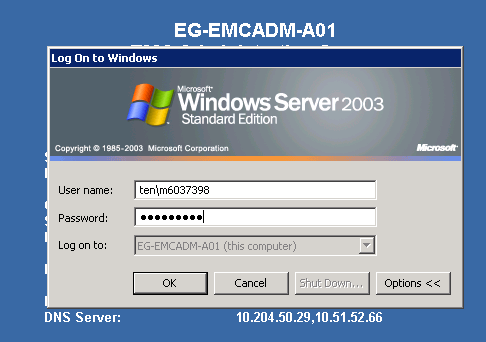 EG-EMCADM-A01
Log On to Windows
Microsoft
Windows Server 2003
Standard Edition
Copyright © 1985-2003 Microsoft Corporation
Microsoft
User name:
ten\m6037398
Password:
●●●●●●●●●
Log on to:
EG-EMCADM-A01 (this computer)
OK
Cancel
Shut Down...
Options <<
DNS Server:
10.204.50.29,10.51.52.66